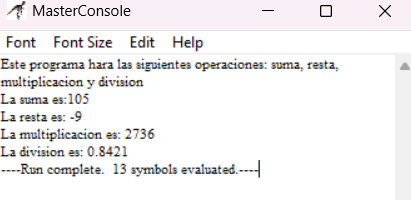 MasterConsole
Font Font Size Edit Help
Este programa hara las siguientes operaciones: suma, resta,
multiplicacion y division
La suma es:105
La resta es: -9
La multiplicacion es: 2736
La division es: 0.8421
----Run complete. 13 symbols evaluated.----